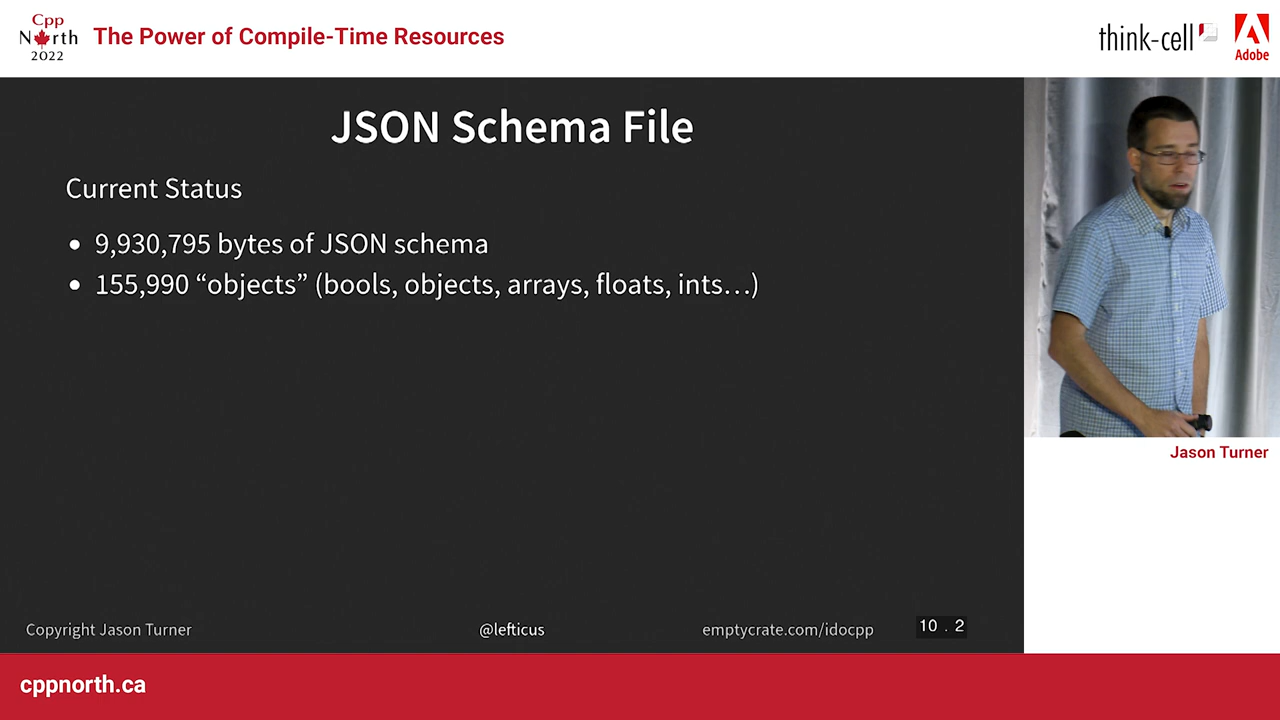 Cpp
North
2022
The Power of Compile-Time Resources
think-cell
Adobe
JSON Schema File
Current Status
• 9,930,795 bytes of JSON schema
• 155,990 “objects” (bools, objects, arrays, floats, ints…)
Jason Turner
Copyright Jason Turner
@lefticus
emptycrate.com/idocpp
10 . 2
cppnorth.ca